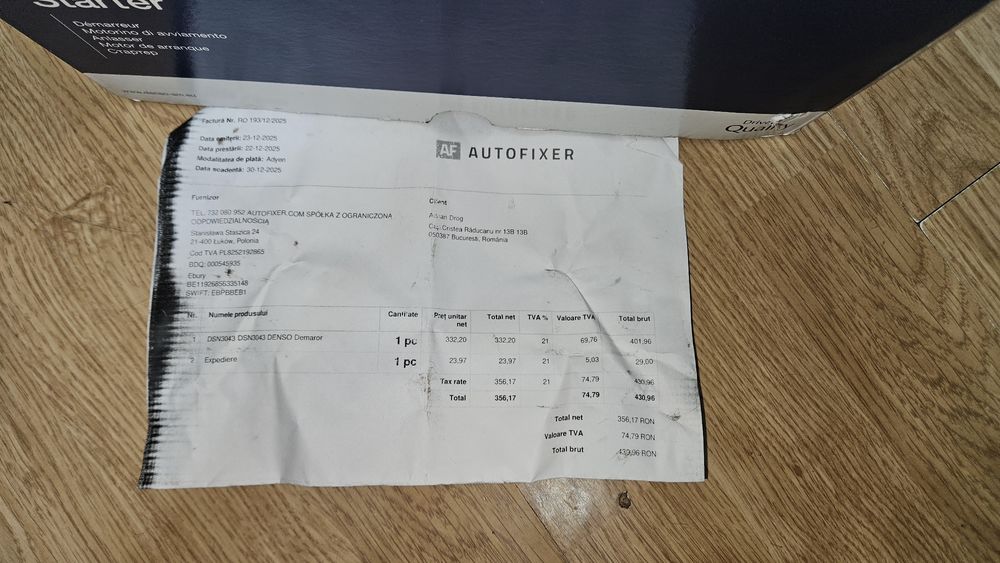 Starter
Démarreur
Motorino di avviamento
Anlasser
Motor de arranque
Стартер
Quality
Factură Nr. RO 193/12/2025
Data emiterii: 23-12-2025
Data prestării: 22-12-2025
Modalitatea de plată: Adyen
Data scadentă: 30-12-2025
AF AUTOFIXER
Furnizor
TEL. 732 080 952 AUTOFIXER.COM SPÓŁKA Z OGRANICZONĄ
ODPOWIEDZIALNOŚCIĄ
Stanisława Staszica 24
21-400 Łuków, Polonia
Cod TVA PL8252192865
BDO: 000545935
Ebury
BE11926856335148
SWIFT: EBPBBEB1
Client
Adrian Drog
Cristea Răducanu nr 13B 13B
050387 București, România
Nr. Numele produsului Cantitate Preț unitar net Total net TVA % Valoare TVA Total brut
1 DSN3043 DSN3043 DENSO Demaror 1 pc 332,20 332,20 21 69,76 401,96
2 Expediere 1 pc 23,97 23,97 21 5,03 29,00
Tax rate 356,17 21 74,79 430,96
Total 356,17 74,79 430,96
Total net 356,17 RON
Valoare TVA 74,79 RON
Total brut 430,96 RON